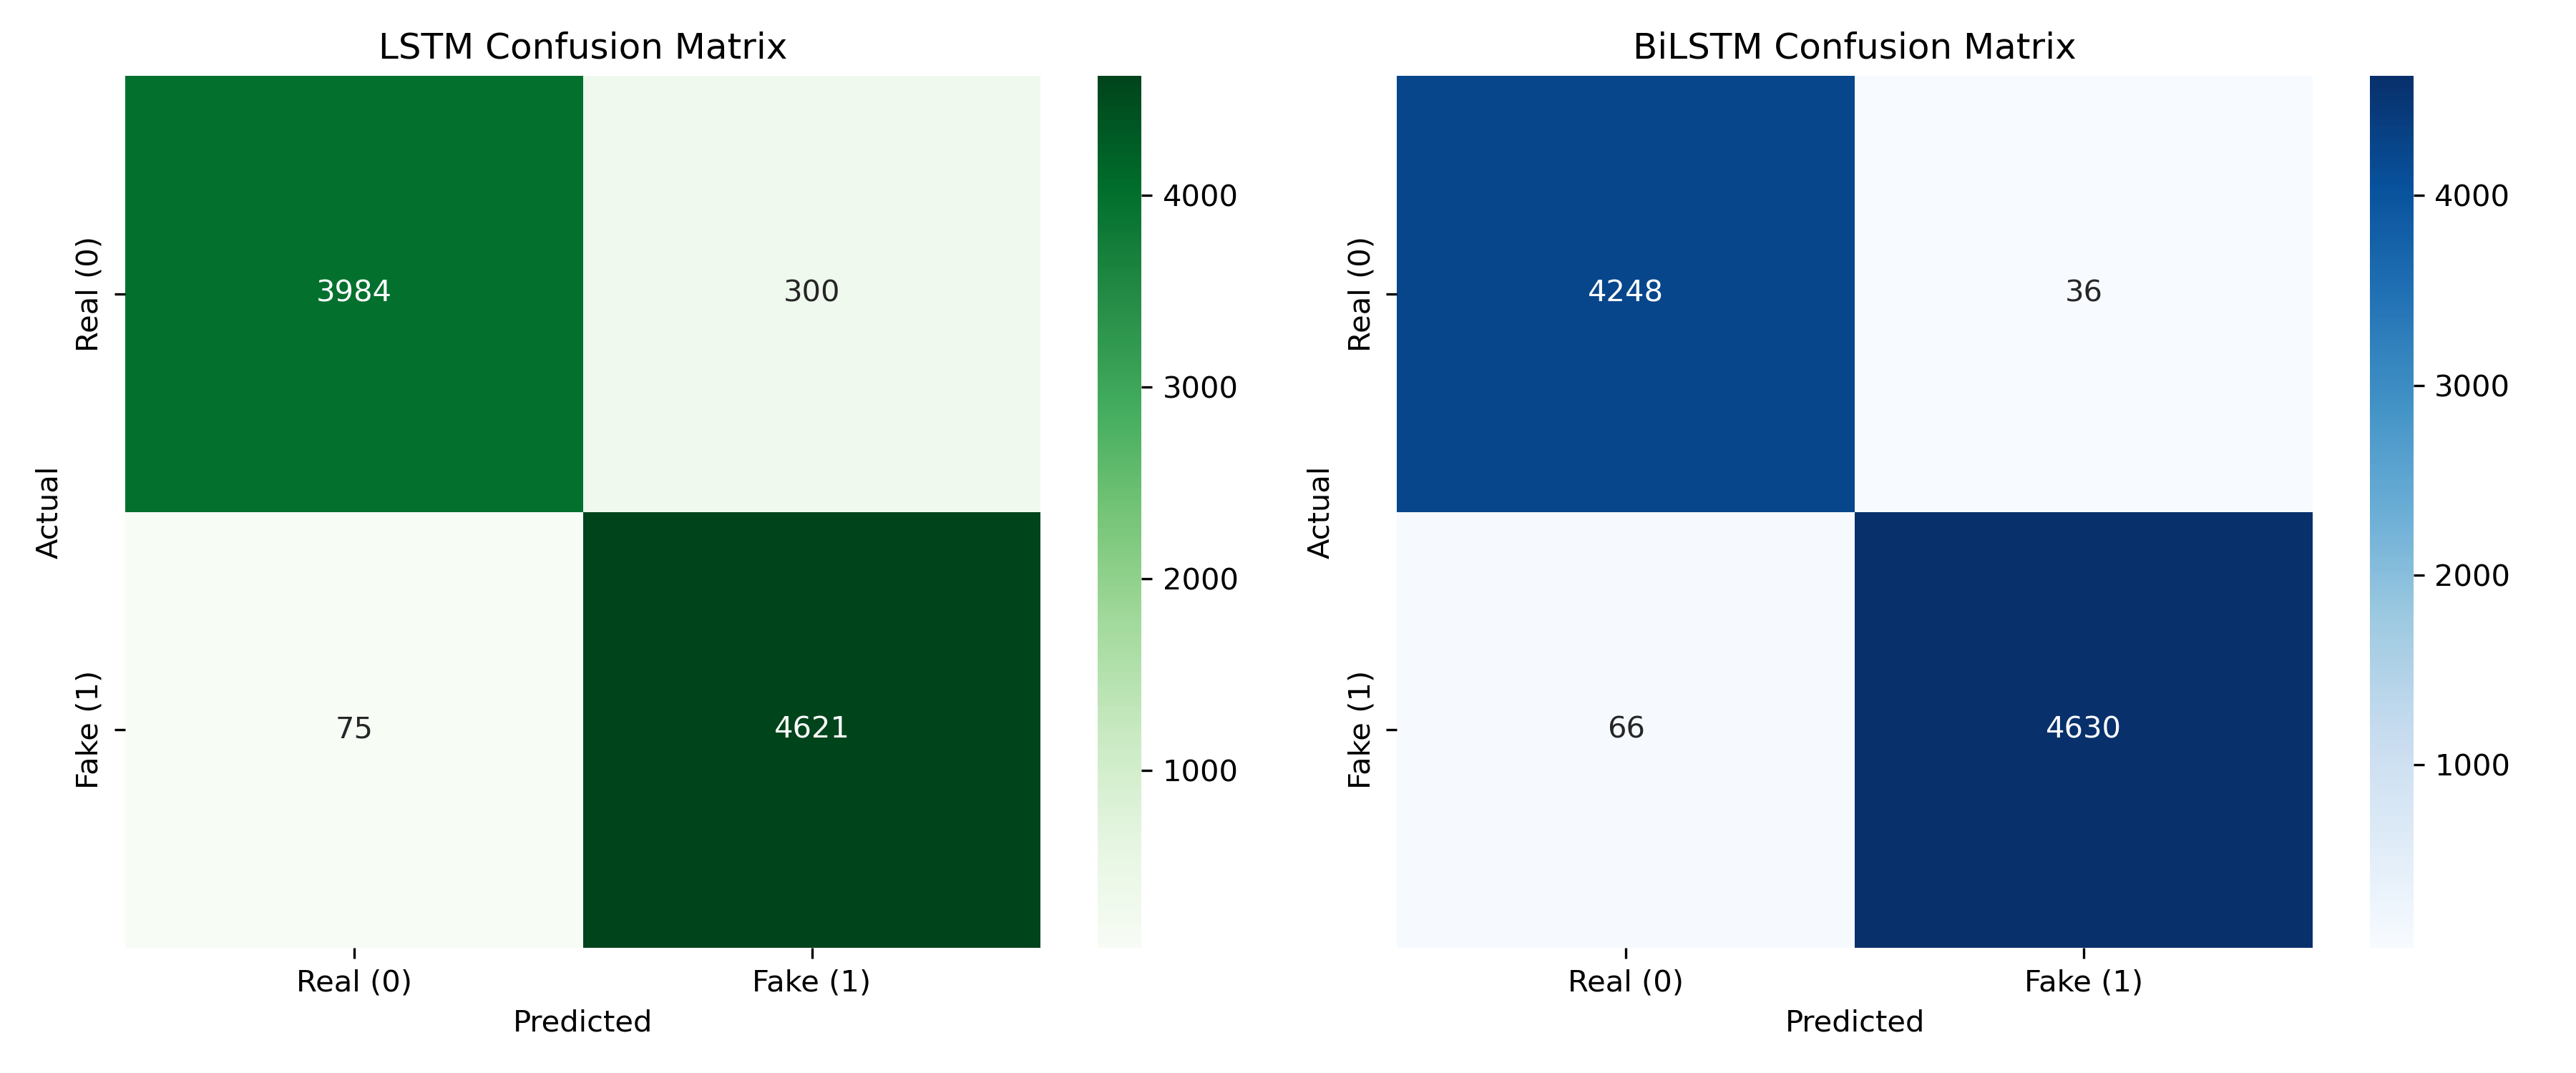 LSTM Confusion Matrix
Actual
Real (0)
Fake (1)
3984
300
75
4621
Real (0)
Fake (1)
Predicted
4000
3000
2000
1000
BiLSTM Confusion Matrix
Actual
Real (0)
Fake (1)
4248
36
66
4630
Real (0)
Fake (1)
Predicted
4000
3000
2000
1000